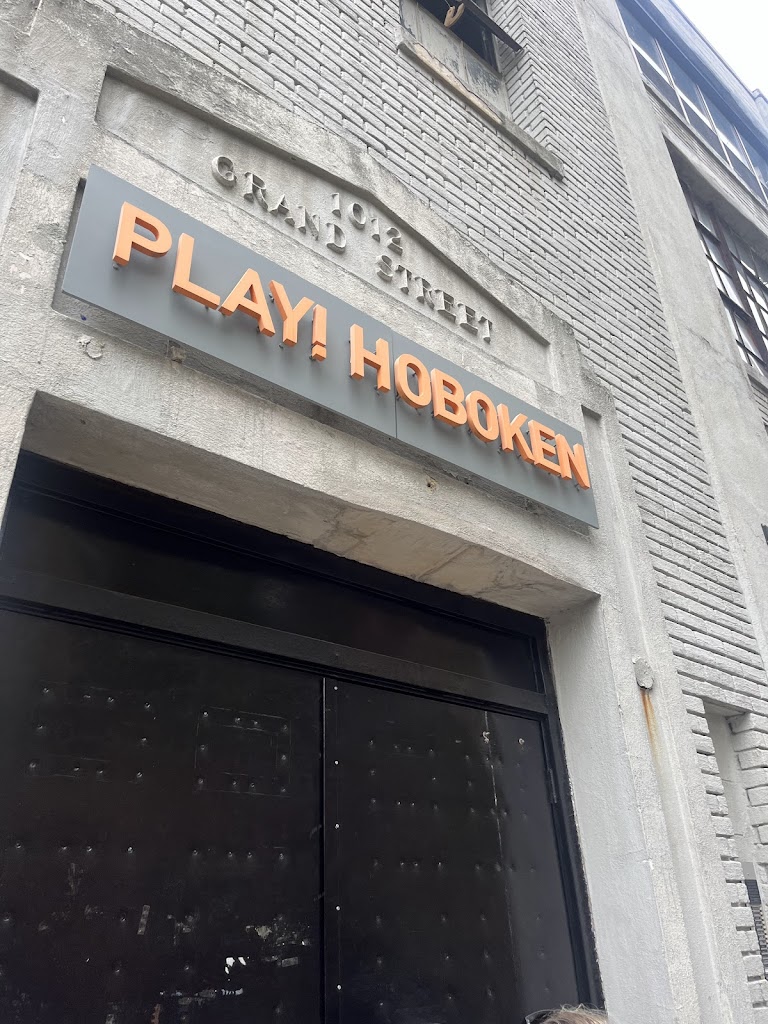 1012
GRAND STREET
PLAY! HOBOKEN